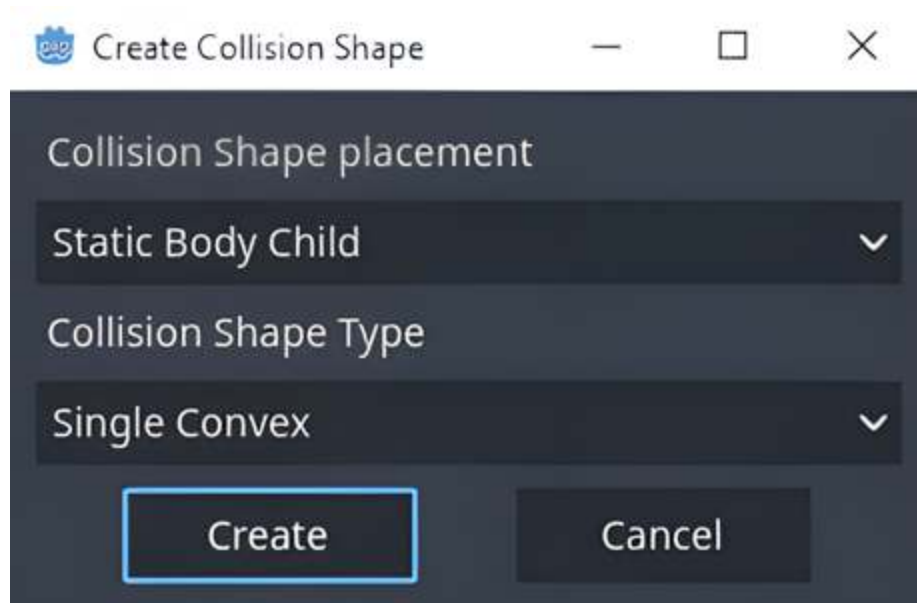 Create Collision Shape
Collision Shape placement
Static Body Child
Collision Shape Type
Single Convex
Create Cancel